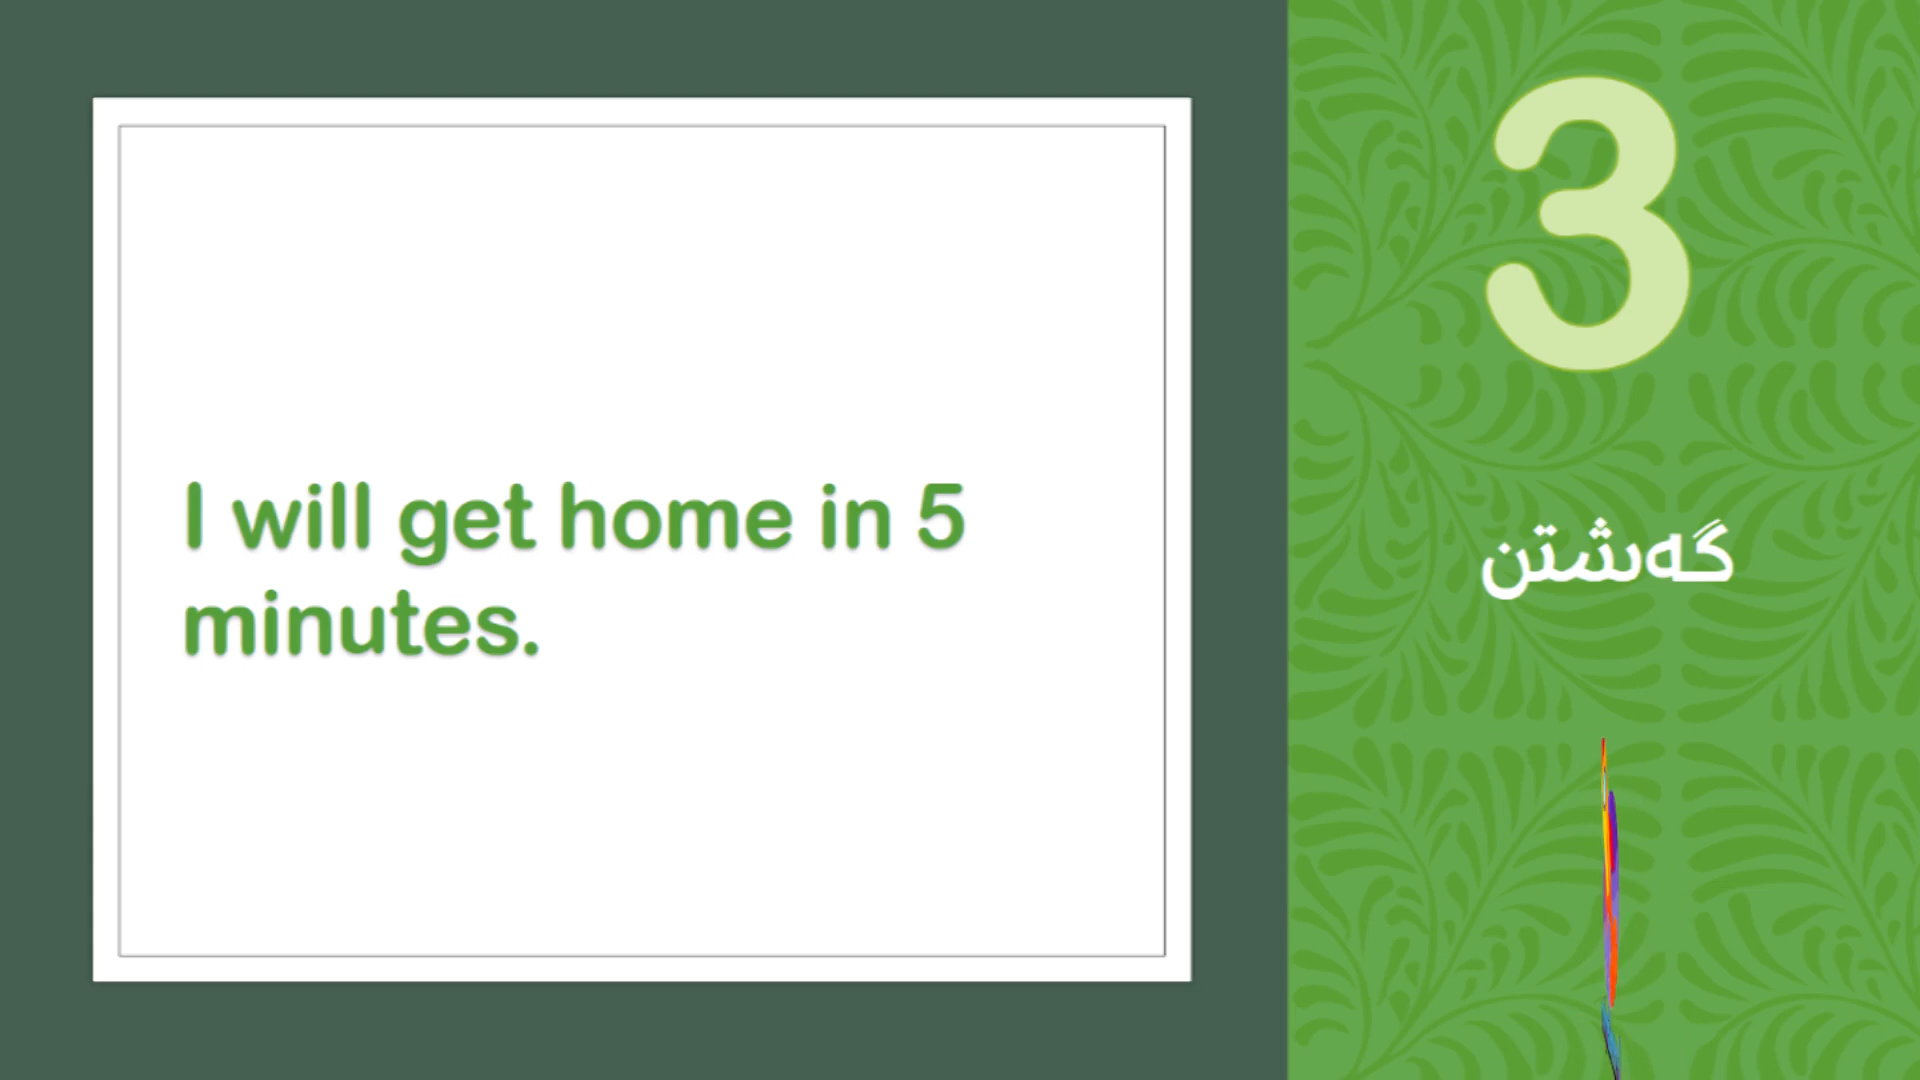 I will get home in 5
minutes.
3
گەشتن